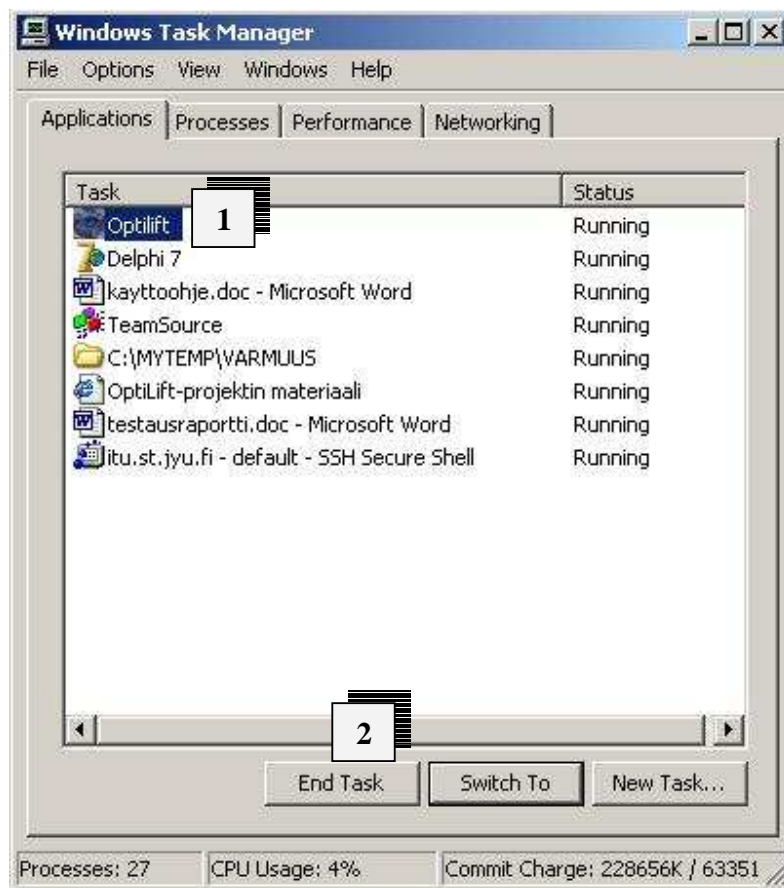 Windows Task Manager
File Options View Windows Help
Applications Processes Performance Networking
Task Status
1
Optilift Running
Delphi 7 Running
kayttoohje.doc - Microsoft Word Running
TeamSource Running
C:\MYTEMP\VARMUUS Running
OptiLift-projektin materiaali Running
testausraportti.doc - Microsoft Word Running
itu.st.jyu.fi - default - SSH Secure Shell Running
2
End Task Switch To New Task...
Processes: 27 CPU Usage: 4% Commit Charge: 228656K / 63351